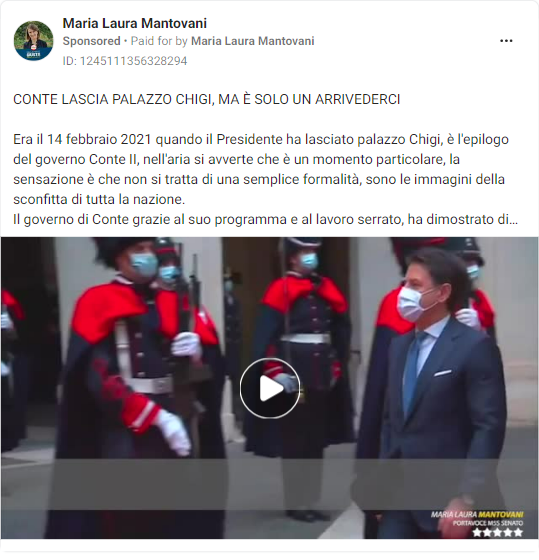 Maria Laura Mantovani
Sponsored • Paid for by Maria Laura Mantovani
ID: 1245111356328294
CONTE LASCIA PALAZZO CHIGI, MA È SOLO UN ARRIVEDERCI
Era il 14 febbraio 2021 quando il Presidente ha lasciato palazzo Chigi, è l'epilogo
del governo Conte II, nell'aria si avverte che è un momento particolare, la
sensazione è che non si tratta di una semplice formalità, sono le immagini della
sconfitta di tutta la nazione.
Il governo di Conte grazie al suo programma e al lavoro serrato, ha dimostrato di...
MARIA LAURA MANTOVANI
PORTAVOCE M5S SENATO